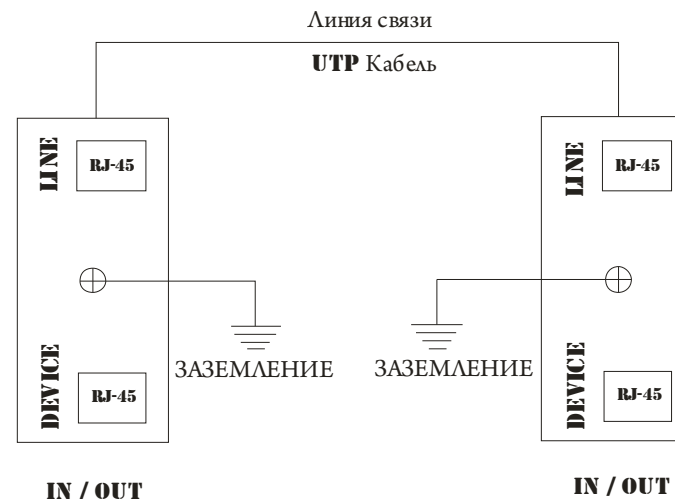 Линия связи
UTP Кабель
LINE
RJ-45
LINE
RJ-45
ЗАЗЕМЛЕНИЕ
ЗАЗЕМЛЕНИЕ
DEVICE
RJ-45
DEVICE
RJ-45
IN / OUT
IN / OUT